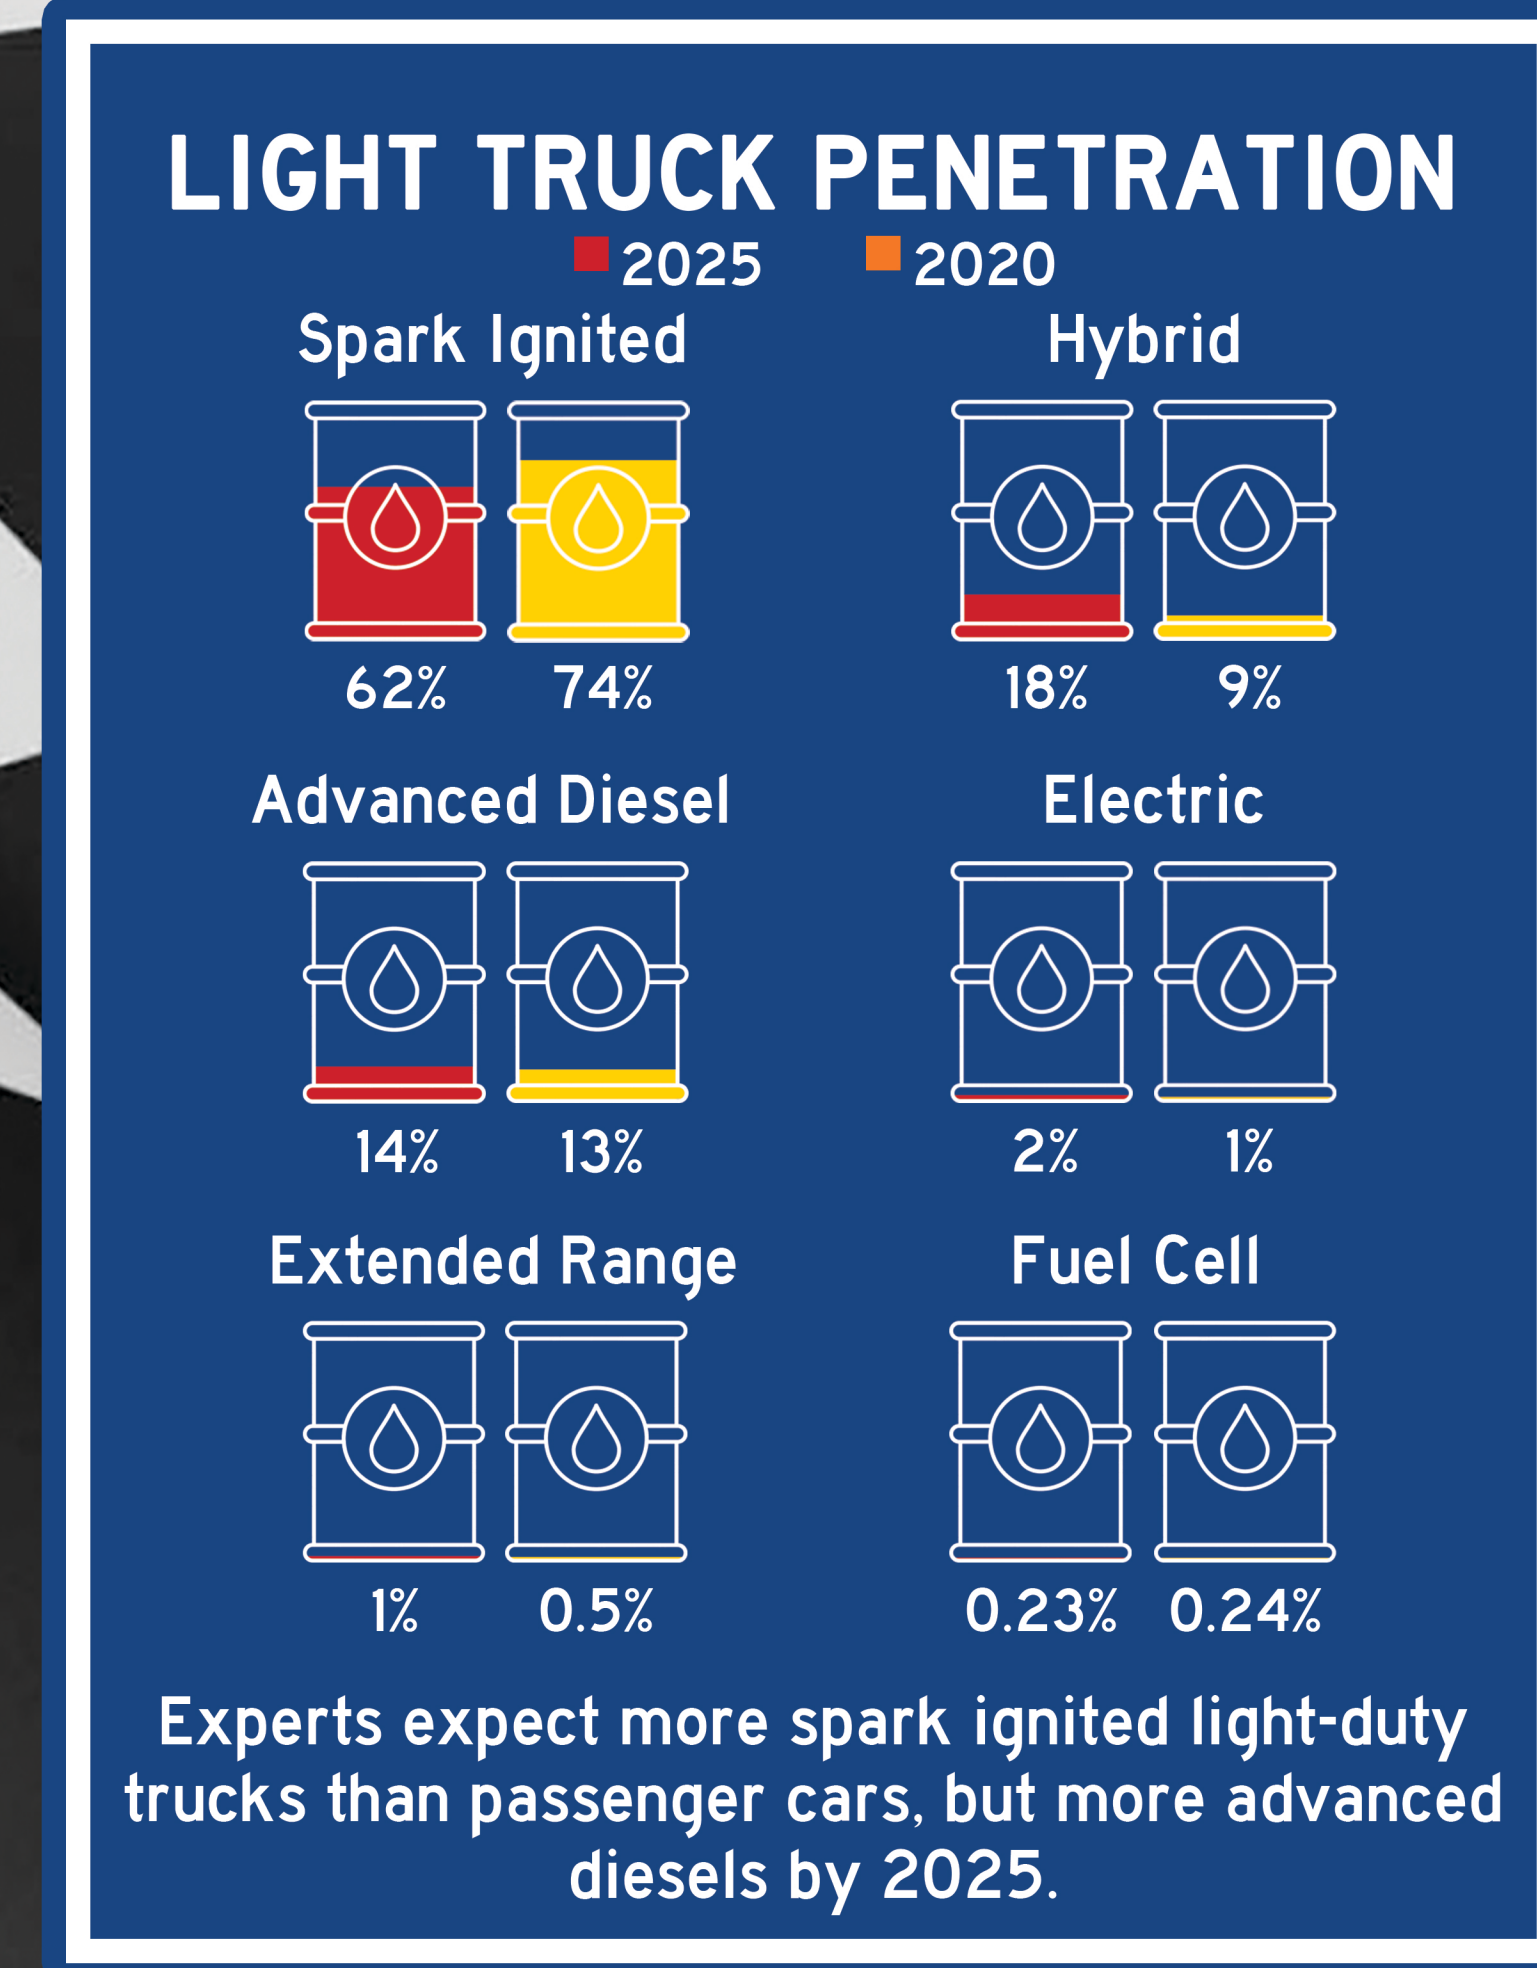 LIGHT TRUCK PENETRATION
2025 2020
Spark Ignited
62% 74%
Hybrid
18% 9%
Advanced Diesel
14% 13%
Electric
2% 1%
Extended Range
1% 0.5%
Fuel Cell
0.23% 0.24%
Experts expect more spark ignited light-duty
trucks than passenger cars, but more advanced
diesels by 2025.